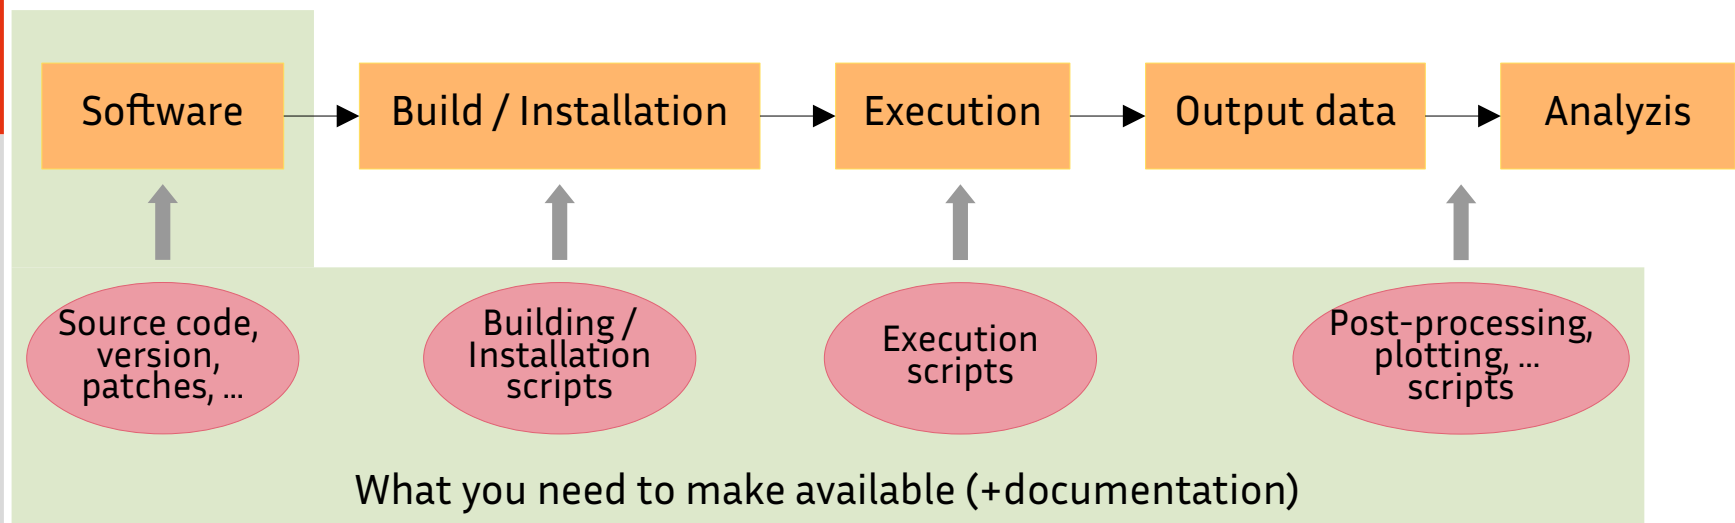 Software
Build / Installation
Execution
Output data
Analyzis
Source code,
version,
patches, ...
Building /
Installation
scripts
Execution
scripts
Post-processing,
plotting, ...
scripts
What you need to make available (+documentation)